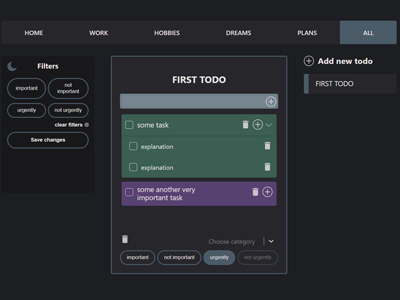 HOME WORK HOBBIES DREAMS PLANS ALL
Filters
important
not
important
urgently
not urgently
clear filters
Save changes
FIRST TODO
some task
explanation
explanation
some another very
important task
Choose category
important
not important
urgently
not urgently
Add new todo
FIRST TODO